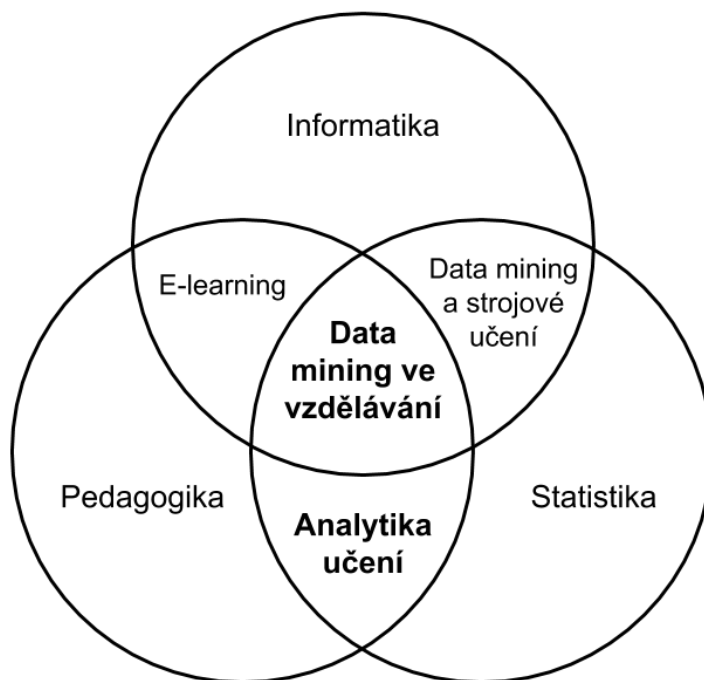 Informatika
E-learning
Data mining
a strojové
učení
Data
mining ve
vzdělávání
Pedagogika
Statistika
Analytika
učení